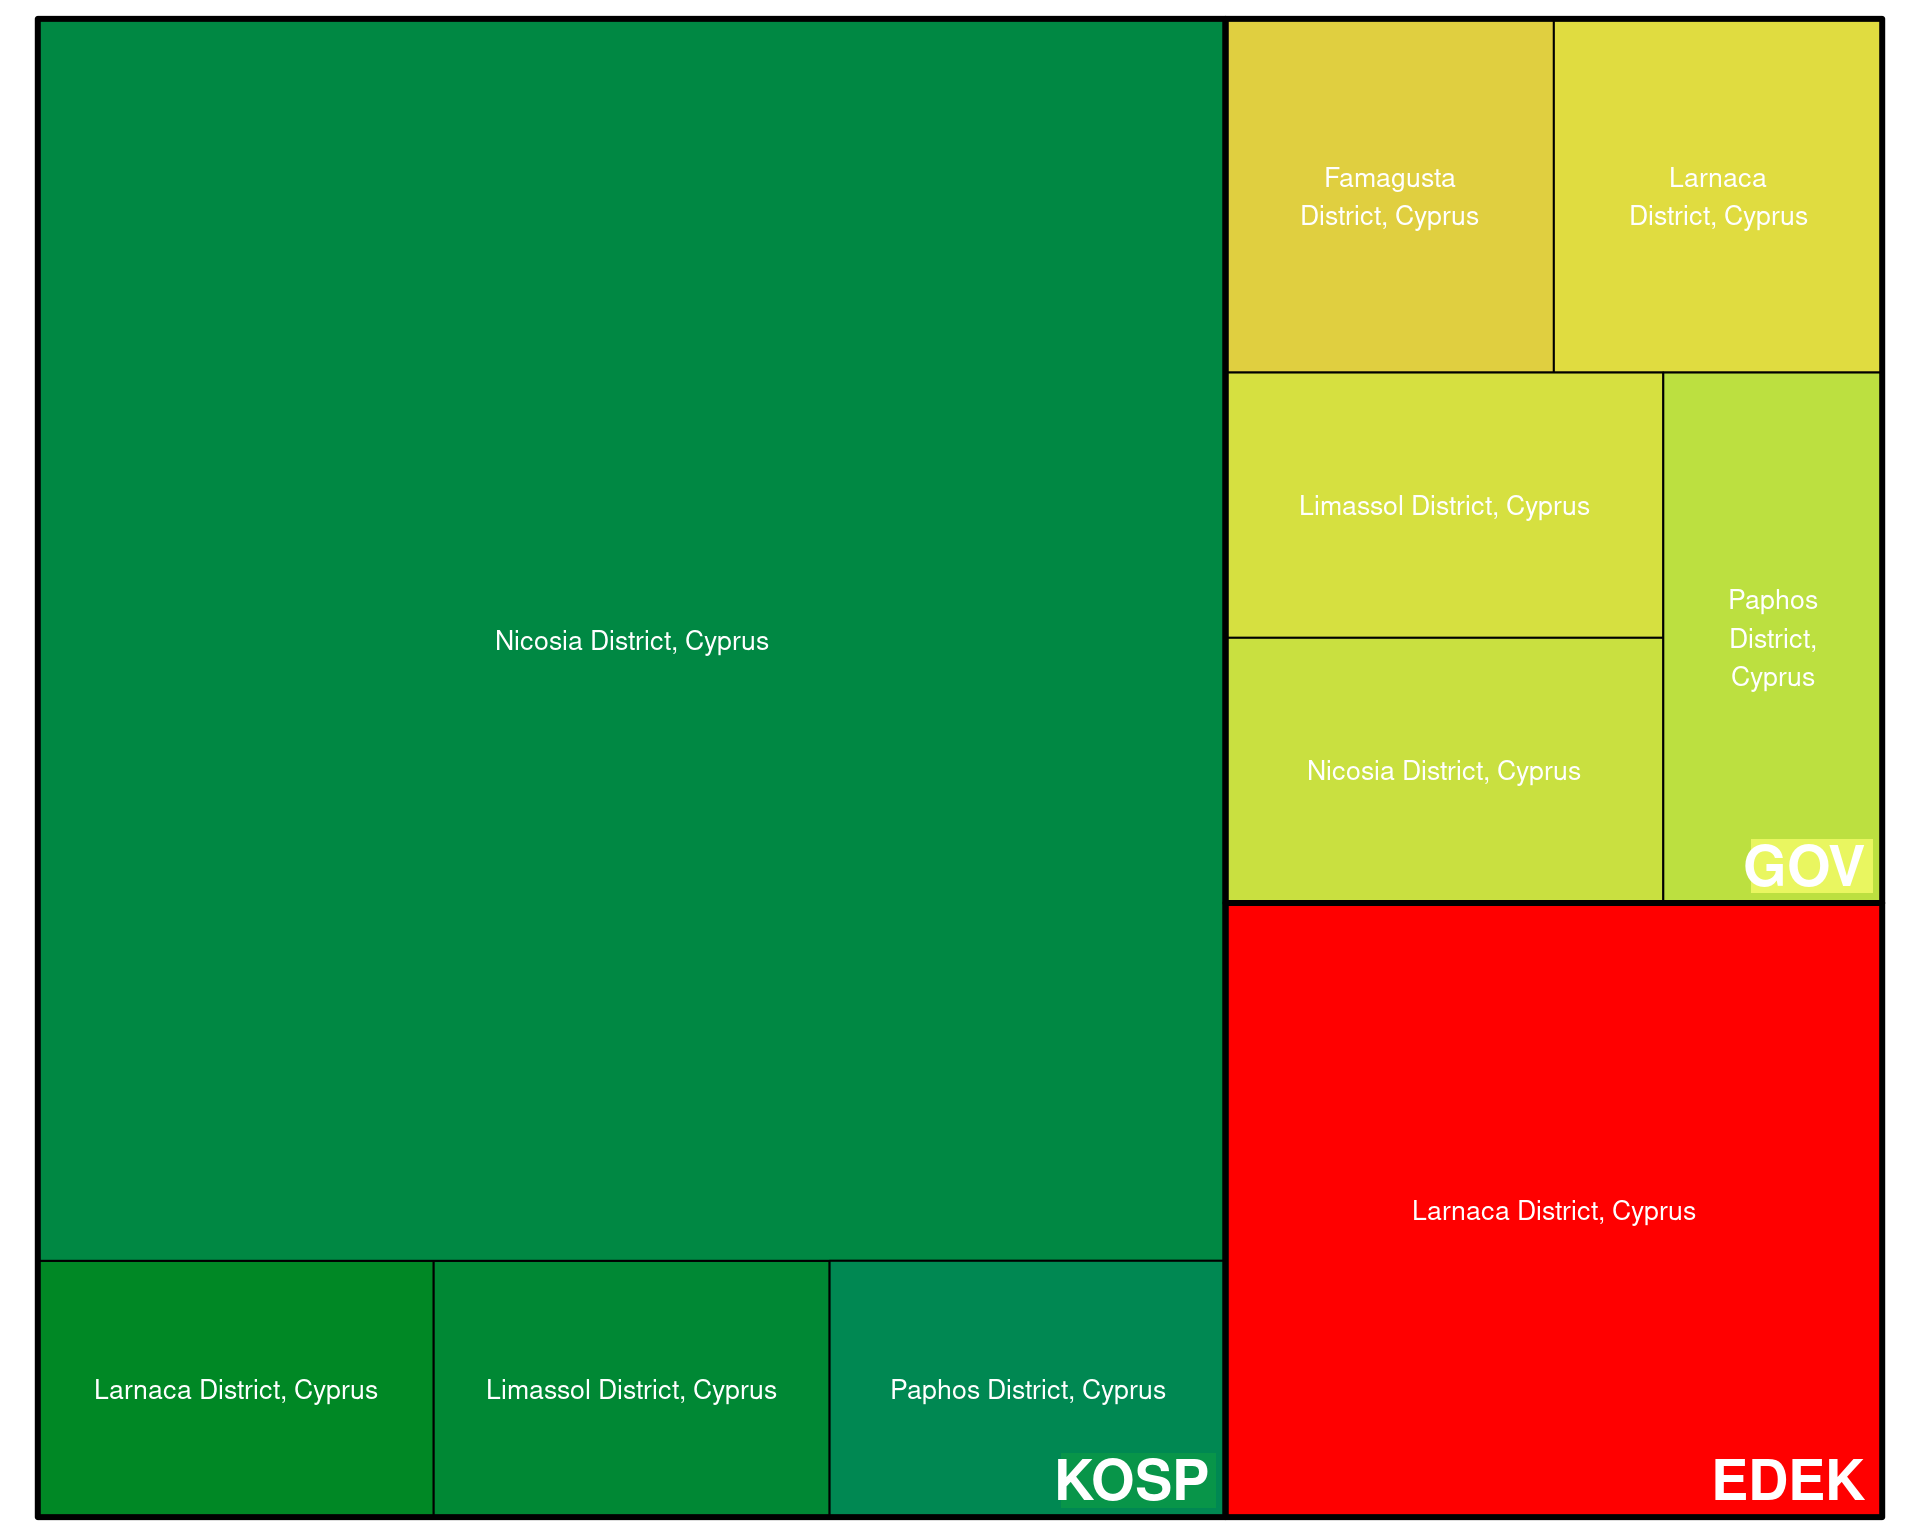 Nicosia District, Cyprus
Larnaca District, Cyprus
Limassol District, Cyprus
Paphos District, Cyprus
KOSP
Famagusta
District, Cyprus
Larnaca
District, Cyprus
Limassol District, Cyprus
Nicosia District, Cyprus
Paphos
District,
Cyprus
GOV
Larnaca District, Cyprus
EDEK